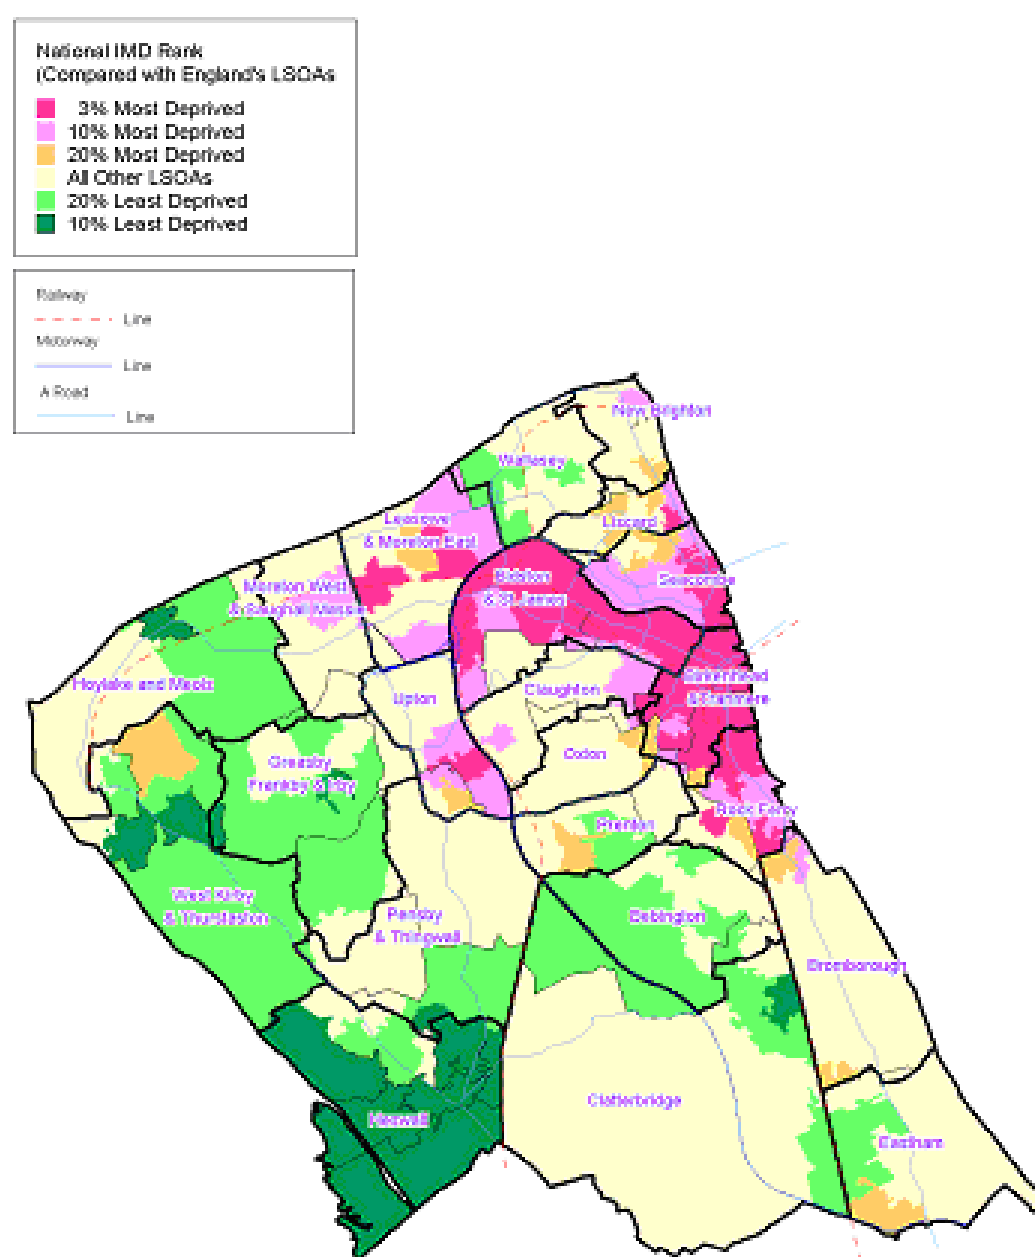 National IMD Rank
(Compared with England's LSOAs
3% Most Deprived
10% Most Deprived
20% Most Deprived
All Other LSOAs
20% Least Deprived
10% Least Deprived
Railway
Line
Motorway
Line
A Road
Line
New Brighton
Wallasey
Leasowe
& Moreton East
Liscard
Bidston
& St James
Seacombe
Moreton West
& Saughall Massie
Hoylake and Meols
Upton
Claughton
Birkenhead
& Tranmere
Oxton
Greasby
Frankby & Irby
Prenton
Rock Ferry
West Kirby
& Thurstaston
Pensby
& Thingwall
Bebington
Bromborough
Clatterbridge
Heswall
Eastham